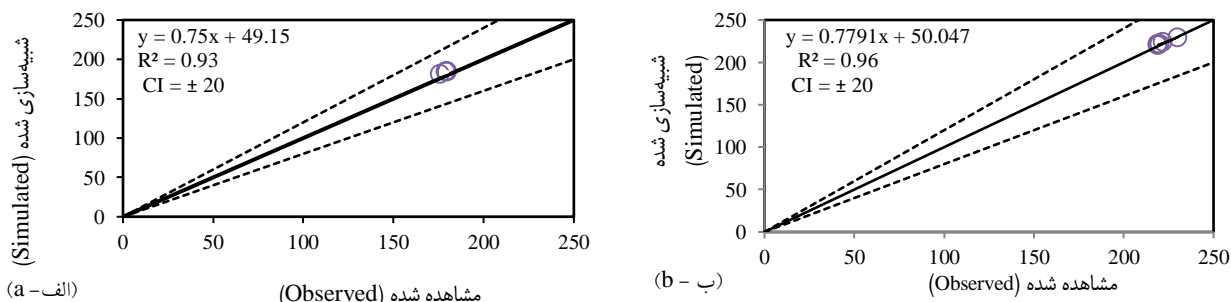 y = 0.75x + 49.15
R² = 0.93
CI = ± 20
250
200
150
100
50
0
0 50 100 150 200 250
شبیه‌سازی شده (Simulated)
مشاهده شده (Observed)
(الف - a)
y = 0.7791x + 50.047
R² = 0.96
CI = ± 20
250
200
150
100
50
0
0 50 100 150 200 250
شبیه‌سازی شده
(Simulated)
مشاهده شده (Observed)
(ب - b)